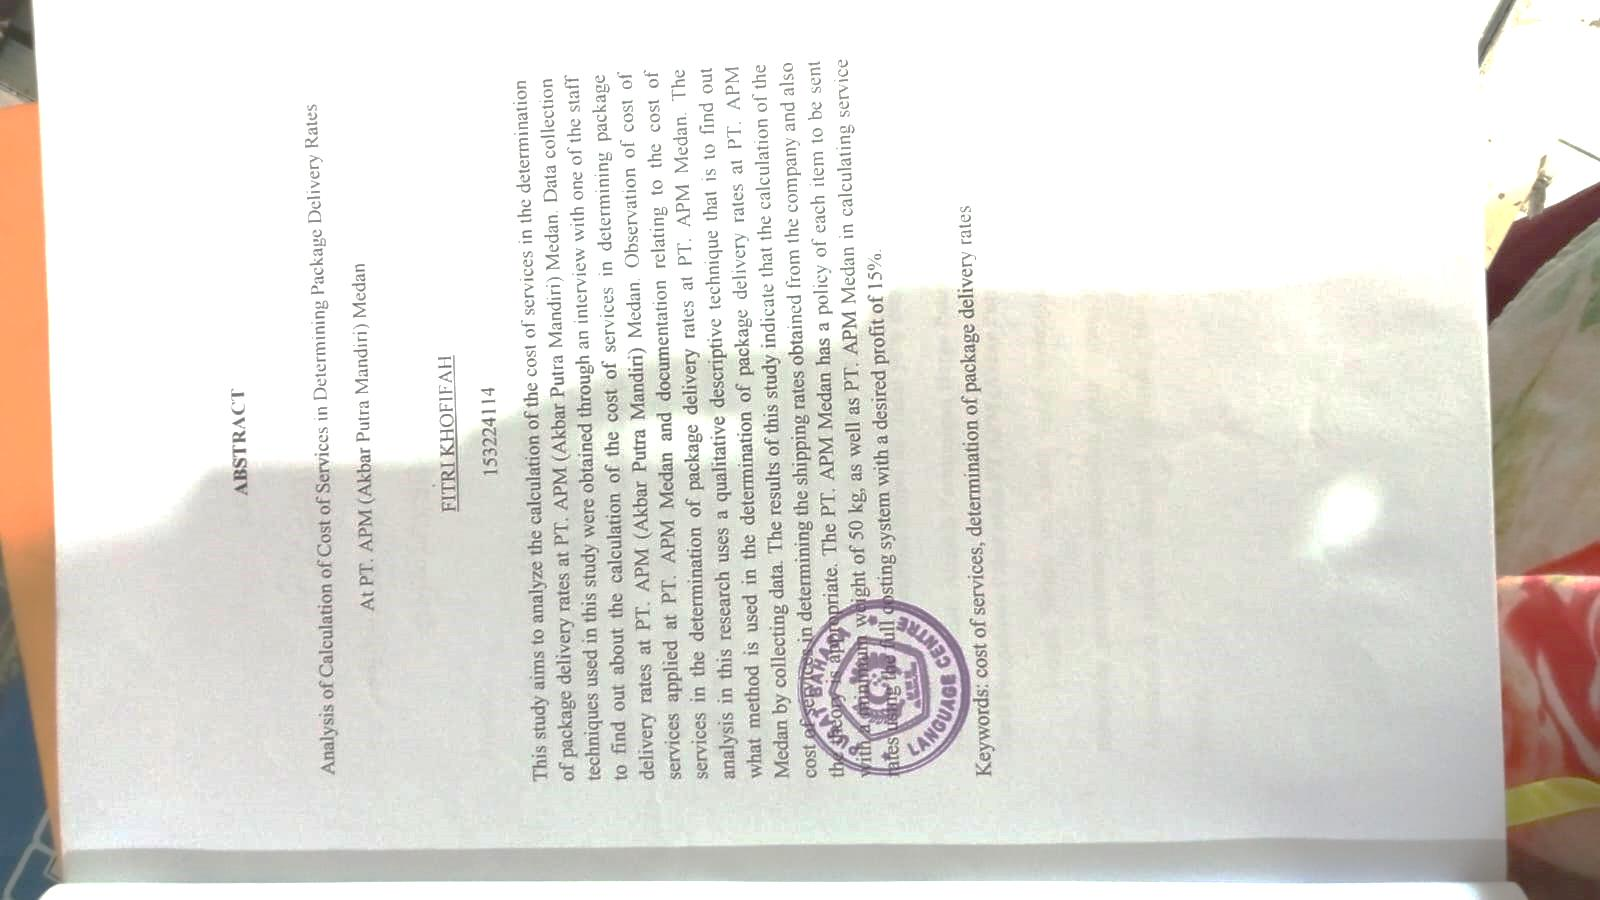 ABSTRACT
Analysis of Calculation of Cost of Services in Determining Package Delivery Rates
At PT. APM (Akbar Putra Mandiri) Medan
FITRI KHOFIFAH
153224114
This study aims to analyze the calculation of the cost of services in the determination
of package delivery rates at PT. APM (Akbar Putra Mandiri) Medan. Data collection
techniques used in this study were obtained through an interview with one of the staff
to find out about the calculation of the cost of services in determining package
delivery rates at PT. APM (Akbar Putra Mandiri) Medan. Observation of cost of
services applied at PT. APM Medan and documentation relating to the cost of
services in the determination of package delivery rates at PT. APM Medan. The
analysis in this research uses a qualitative descriptive technique that is to find out
what method is used in the determination of package delivery rates at PT. APM
Medan by collecting data. The results of this study indicate that the calculation of the
cost of services in determining the shipping rates obtained from the company and also
the theory is appropriate. The PT. APM Medan has a policy of each item to be sent
with a minimum weight of 50 kg, as well as PT. APM Medan in calculating service
rates using the full costing system with a desired profit of 15%.
Keywords: cost of services, determination of package delivery rates
PUSAT BAHASA
LANGUAGE CENTRE